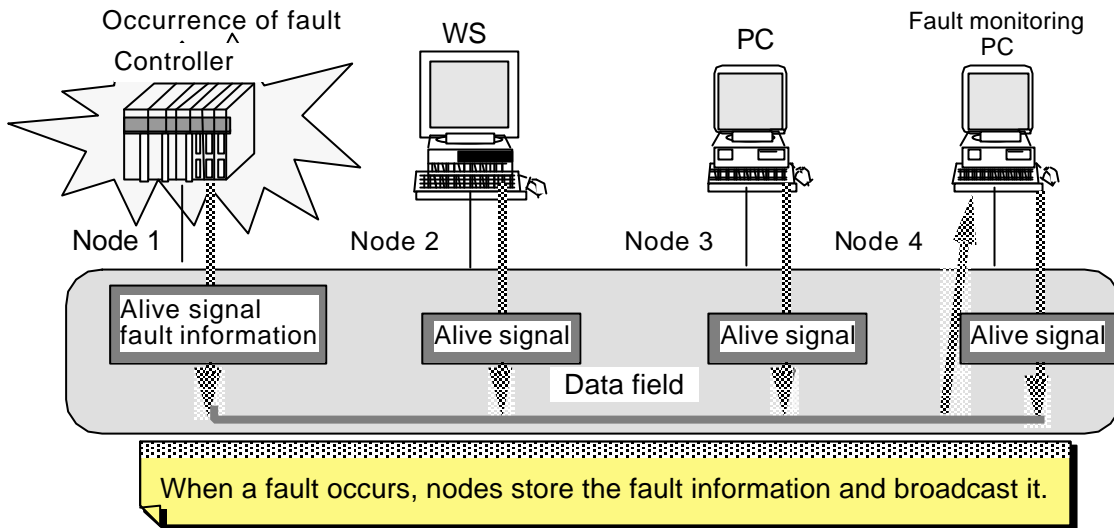 Occurrence of fault
Controller
WS
PC
Fault monitoring
PC
Node 1
Node 2
Node 3
Node 4
Alive signal
fault information
Alive signal
Alive signal
Alive signal
Data field
When a fault occurs, nodes store the fault information and broadcast it.